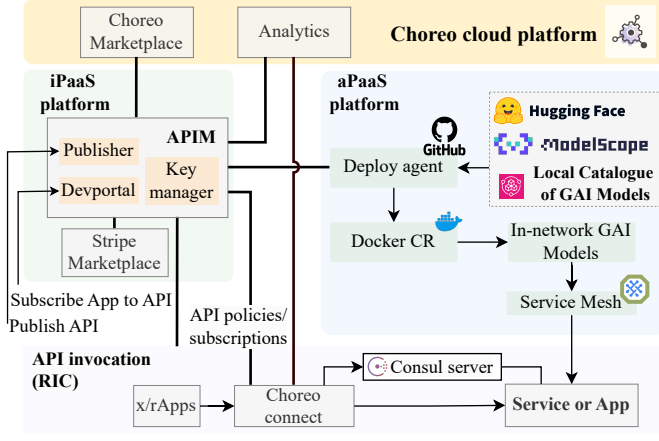 Choreo
Marketplace
Analytics
Choreo cloud platform
iPaaS
platform
APIM
Publisher
Devportal
Key
manager
Stripe
Marketplace
Subscribe App to API
Publish API
API policies/
subscriptions
aPaaS
platform
GitHub
Deploy agent
Hugging Face
ModelScope
Local Catalogue
of GAI Models
Docker CR
In-network GAI
Models
Service Mesh
API invocation
(RIC)
x/rApps
Choreo
connect
Consul server
Service or App